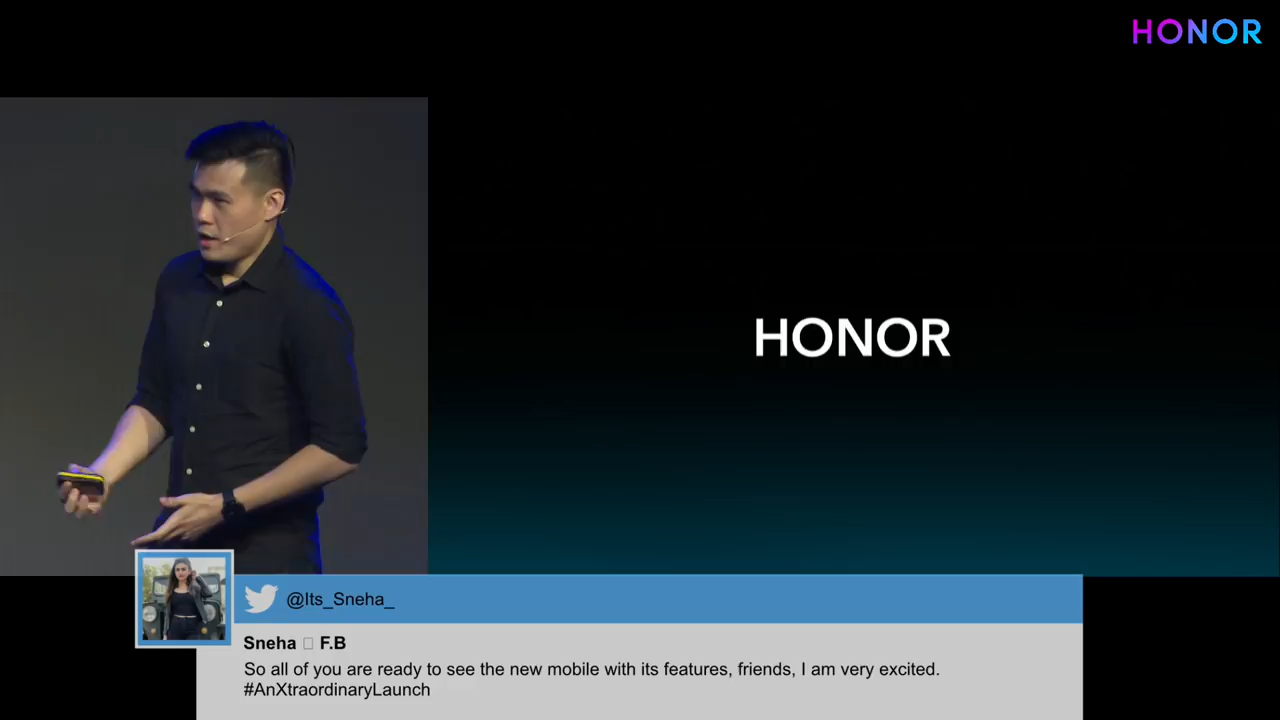 HONOR
HONOR
@Its_Sneha_
Sneha □ F.B
So all of you are ready to see the new mobile with its features, friends, I am very excited.
#AnXtraordinaryLaunch